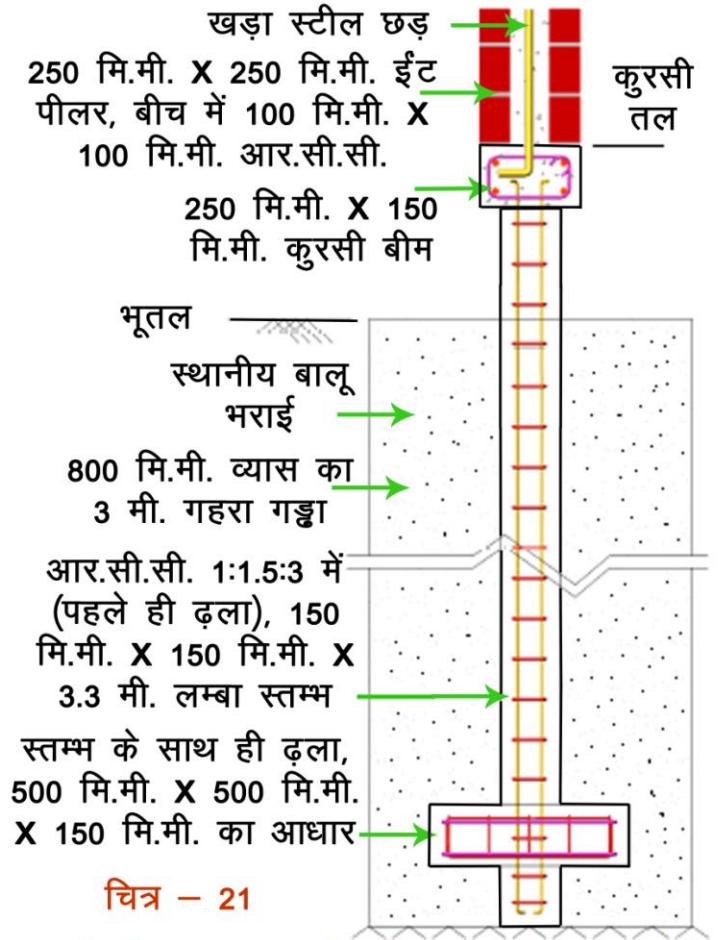 खड़ा स्टील छड़
250 मि.मी. X 250 मि.मी. ईंट
पीलर, बीच में 100 मि.मी. X
100 मि.मी. आर.सी.सी.
कुरसी
तल
250 मि.मी. X 150
मि.मी. कुरसी बीम
भूतल
स्थानीय बालू
भराई
800 मि.मी. व्यास का
3 मी. गहरा गड्ढा
आर.सी.सी. 1:1.5:3 में
(पहले ही ढ़ला), 150
मि.मी. X 150 मि.मी. X
3.3 मी. लम्बा स्तम्भ
स्तम्भ के साथ ही ढ़ला,
500 मि.मी. X 500 मि.मी.
X 150 मि.मी. का आधार
चित्र – 21